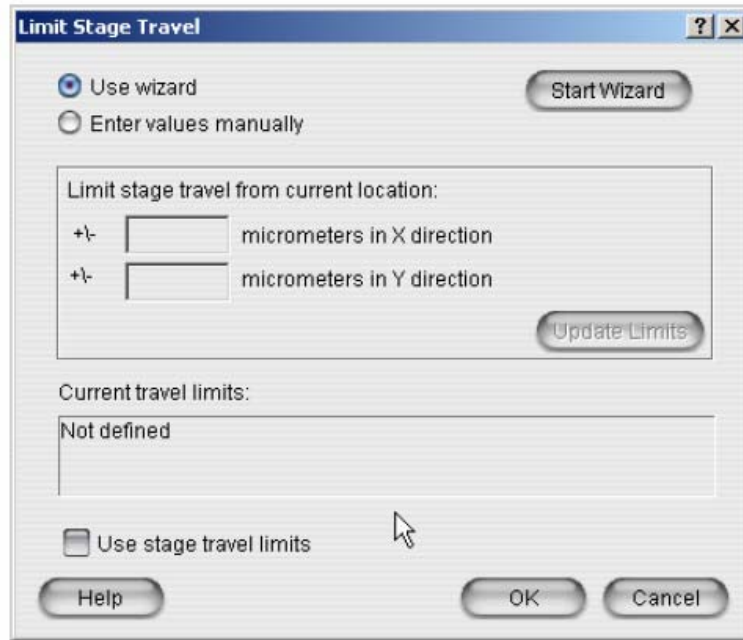 Limit Stage Travel
Use wizard
Start Wizard
Enter values manually
Limit stage travel from current location:
+\- micrometers in X direction
+\- micrometers in Y direction
Update Limits
Current travel limits:
Not defined
Use stage travel limits
Help OK Cancel